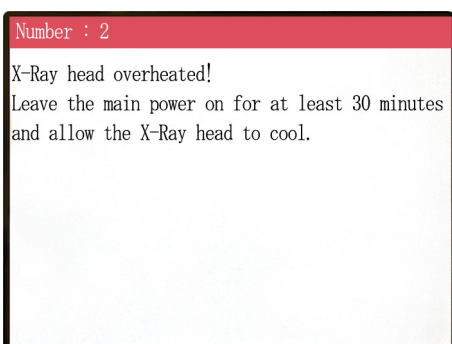 Number : 2
X-Ray head overheated!
Leave the main power on for at least 30 minutes
and allow the X-Ray head to cool.